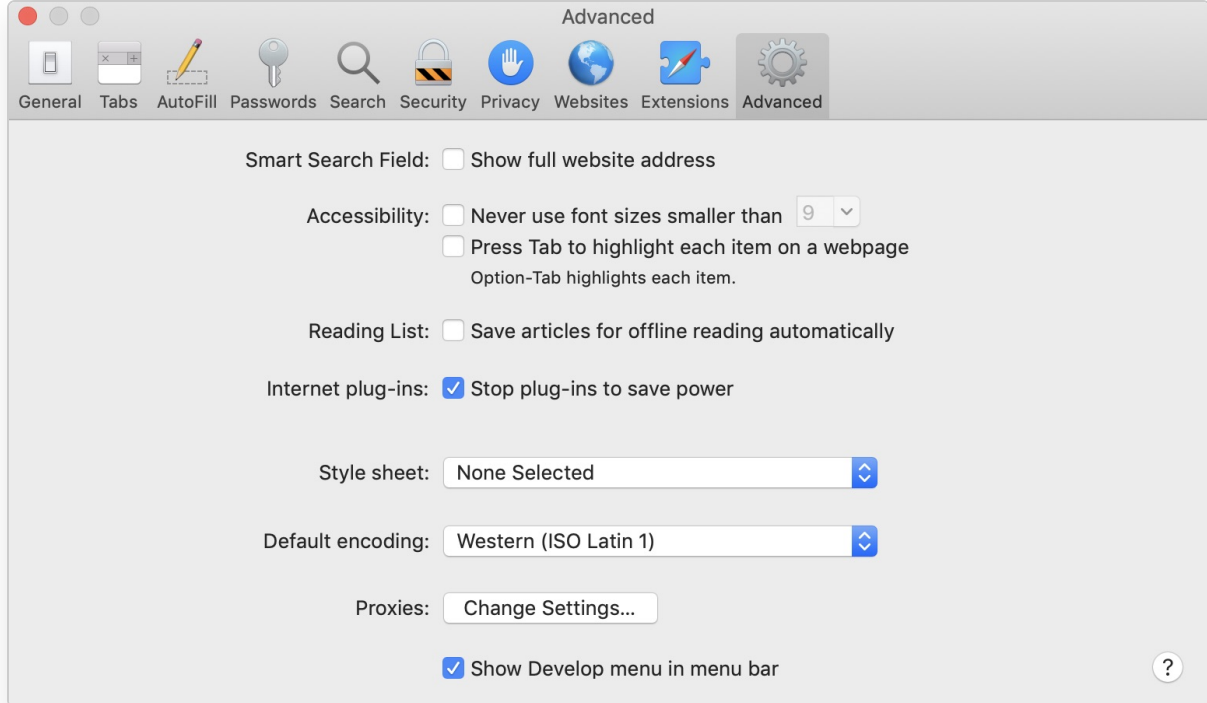 Advanced
General Tabs AutoFill Passwords Search Security Privacy Websites Extensions Advanced
Smart Search Field: Show full website address
Accessibility: Never use font sizes smaller than 9
Press Tab to highlight each item on a webpage
Option-Tab highlights each item.
Reading List: Save articles for offline reading automatically
Internet plug-ins: Stop plug-ins to save power
Style sheet: None Selected
Default encoding: Western (ISO Latin 1)
Proxies: Change Settings...
Show Develop menu in menu bar
?